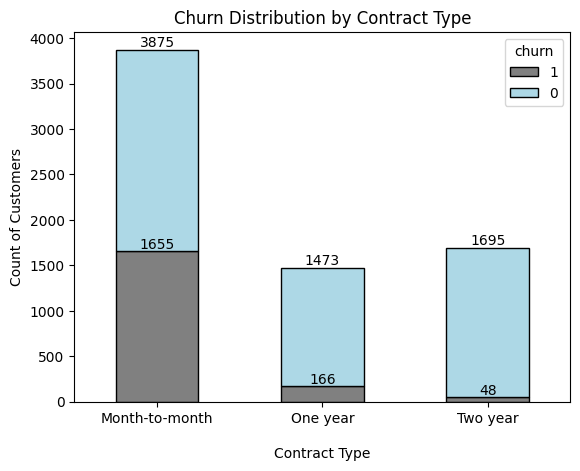 Churn Distribution by Contract Type
churn
1
0
Count of Customers
4000
3500
3000
2500
2000
1500
1000
500
0
3875
1655
1473
166
1695
48
Month-to-month
One year
Two year
Contract Type